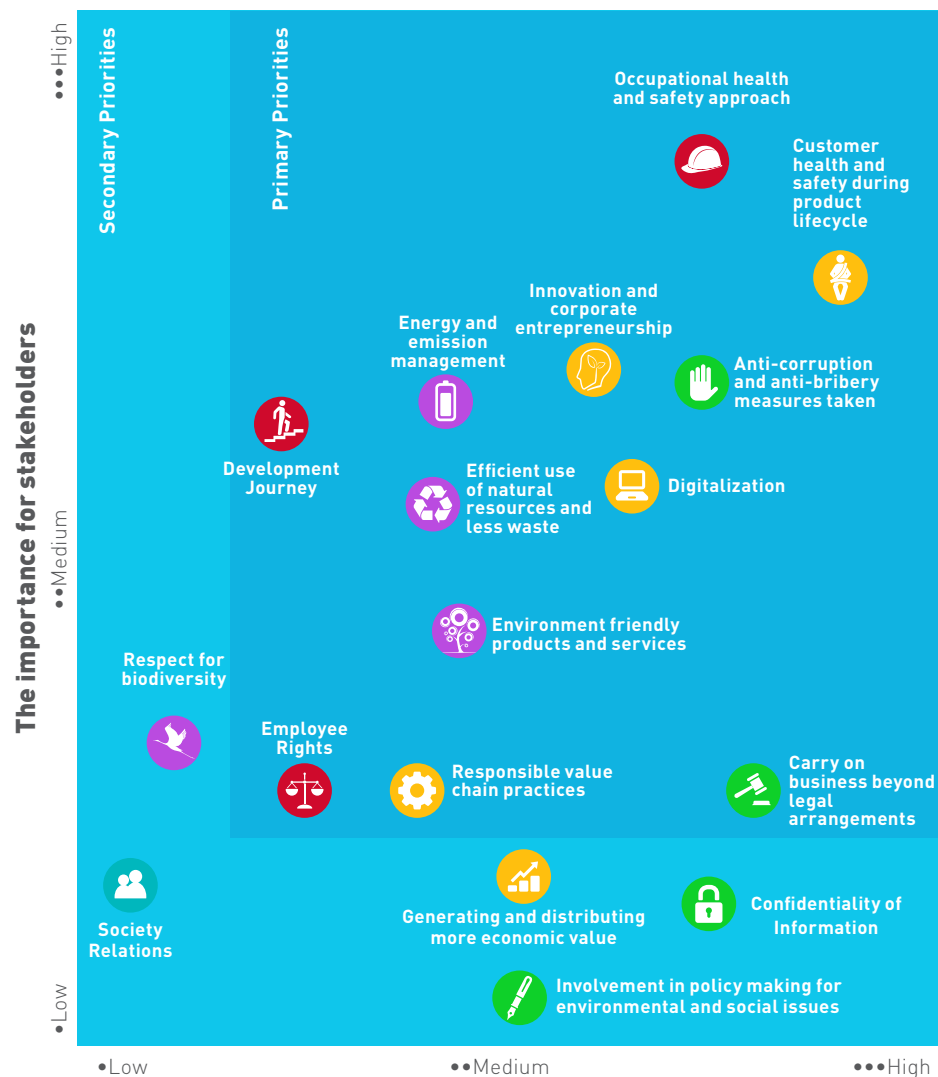 The importance for stakeholders
•••High
••Medium
•Low
Secondary Priorities
Primary Priorities
Occupational health
and safety approach
Customer
health and
safety during
product
lifecycle
Innovation and
corporate
entrepreneurship
Energy and
emission
management
Anti-corruption
and anti-bribery
measures taken
Development
Journey
Efficient use
of natural
resources and
less waste
Digitalization
Environment friendly
products and services
Respect for
biodiversity
Employee
Rights
Responsible value
chain practices
Carry on
business beyond
legal
arrangements
Society
Relations
Generating and distributing
more economic value
Confidentiality of
Information
Involvement in policy making for
environmental and social issues
•Low
••Medium
•••High